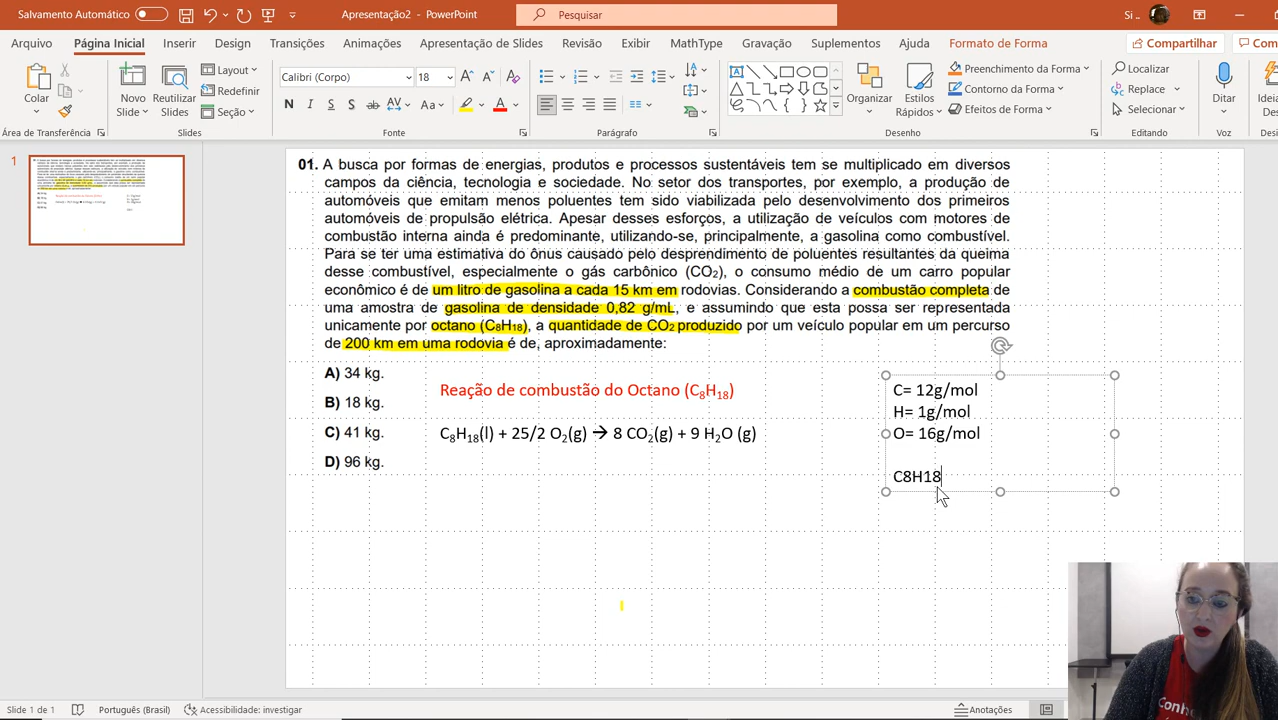 Salvamento Automático
Apresentação2 - PowerPoint
Pesquisar
Si ..
Arquivo Página Inicial Inserir Design Transições Animações Apresentação de Slides Revisão Exibir MathType Gravação Suplementos Ajuda Formato de Forma Compartilhar Com
Colar
Novo Slide
Reutilizar Slides
Layout
Redefinir
Seção
Calibri (Corpo) 18
N I S S ab AV Aa A
Organizar
Estilos Rápidos
Preenchimento da Forma
Contorno da Forma
Efeitos de Forma
Localizar
Replace
Selecionar
Ditar
Ideia
Des
Área de Transferência Slides Fonte Parágrafo Desenho Editando Voz
1
01. A busca por formas de energias, produtos e processos sustentáveis tem se multiplicado em diversos
campos da ciência, tecnologia e sociedade. No setor dos transportes, por exemplo, a produção de
automóveis que emitam menos poluentes tem sido viabilizada pelo desenvolvimento dos primeiros
automóveis de propulsão elétrica. Apesar desses esforços, a utilização de veículos com motores de
combustão interna ainda é predominante, utilizando-se, principalmente, a gasolina como combustível.
Para se ter uma estimativa do ônus causado pelo desprendimento de poluentes resultantes da queima
desse combustível, especialmente o gás carbônico (CO₂), o consumo médio de um carro popular
econômico é de um litro de gasolina a cada 15 km em rodovias. Considerando a combustão completa de
uma amostra de gasolina de densidade 0,82 g/mL, e assumindo que esta possa ser representada
unicamente por octano (C₈H₁₈), a quantidade de CO₂ produzido por um veículo popular em um percurso
de 200 km em uma rodovia é de, aproximadamente:
A) 34 kg.
B) 18 kg.
C) 41 kg.
D) 96 kg.
Reação de combustão do Octano (C₈H₁₈)
C₈H₁₈(l) + 25/2 O₂(g) → 8 CO₂(g) + 9 H₂O (g)
C= 12g/mol
H= 1g/mol
O= 16g/mol
C8H18
Conhe
Slide 1 de 1
Português (Brasil)
Acessibilidade: investigar
Anotações